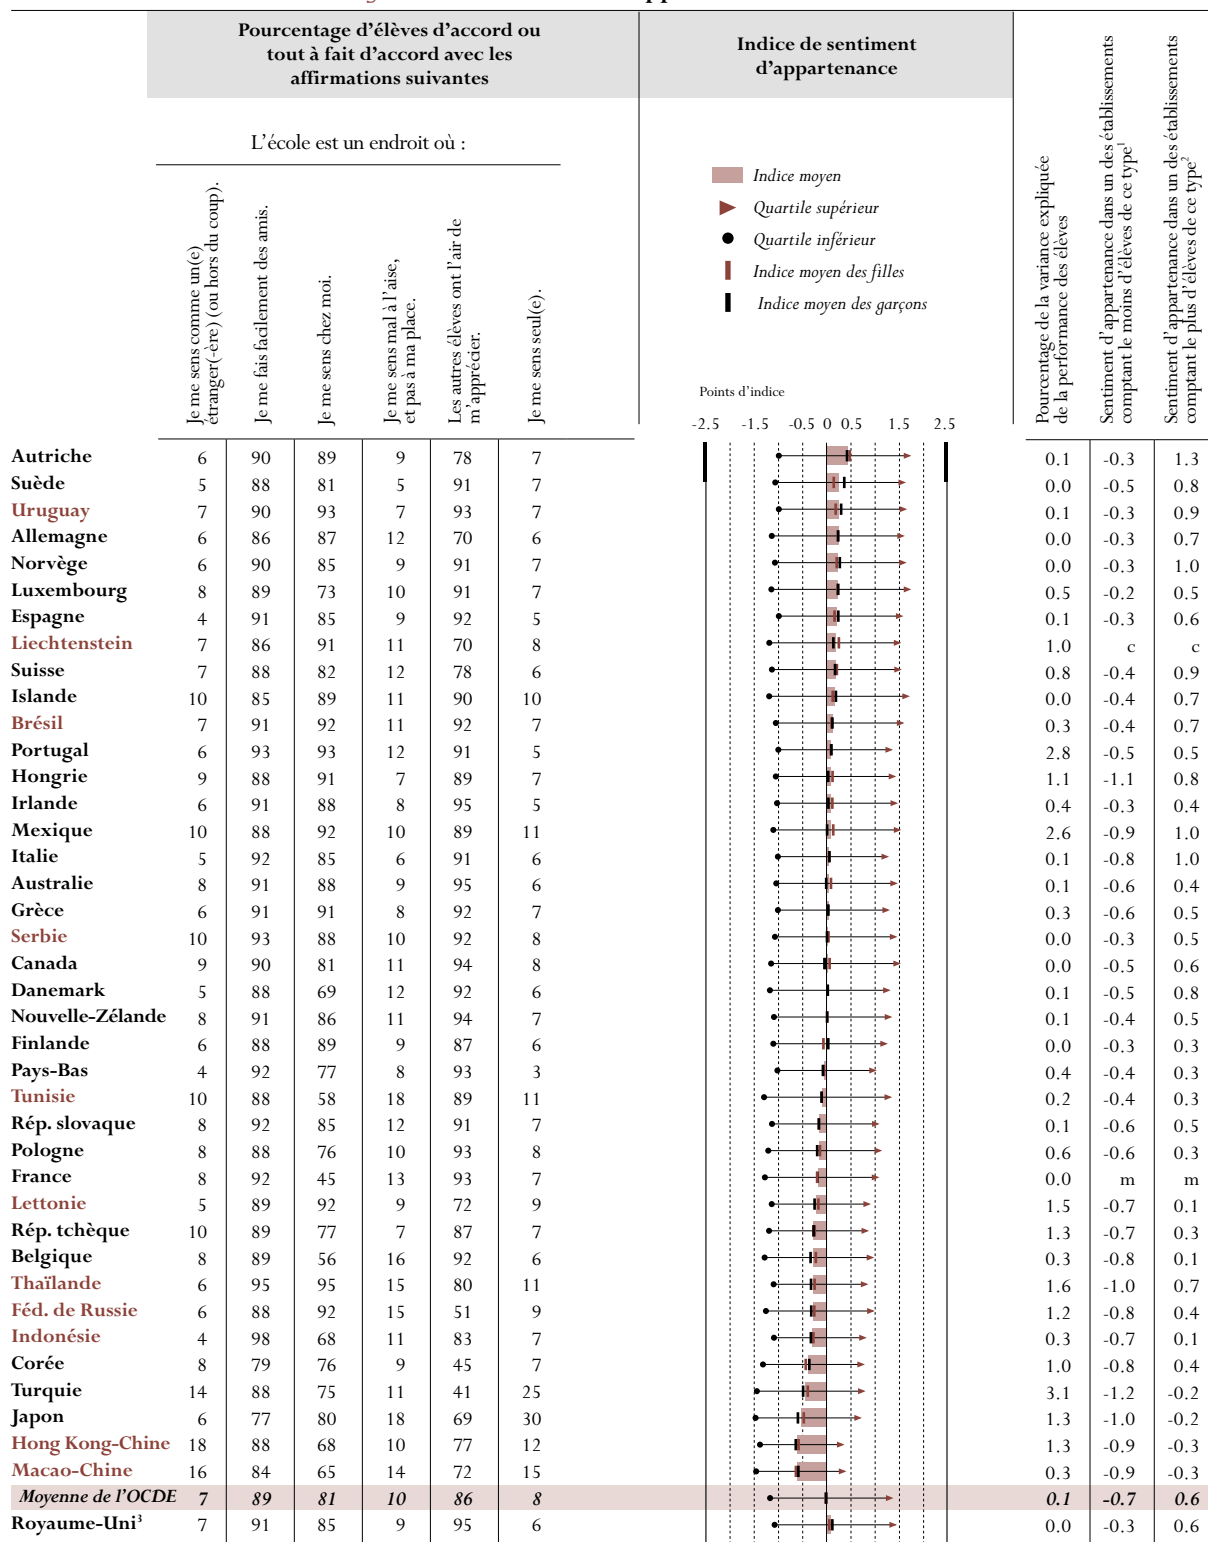 Pourcentage d'élèves d'accord ou
tout à fait d'accord avec les
affirmations suivantes
Indice de sentiment
d'appartenance
L'école est un endroit où :
Je me sens comme un(e)
étranger(-ère) (ou hors du coup).
Je me fais facilement des amis.
Je me sens chez moi.
Je me sens mal à l'aise,
et pas à ma place.
Les autres élèves ont l'air de
m'apprécier.
Je me sens seul(e).
Indice moyen
Quartile supérieur
Quartile inférieur
Indice moyen des filles
Indice moyen des garçons
Pourcentage de la variance expliquée
de la performance des élèves
Sentiment d'appartenance dans un des établissements
comptant le moins d'élèves de ce type¹
Sentiment d'appartenance dans un des établissements
comptant le plus d'élèves de ce type²
Points d'indice
-2.5 -1.5 -0.5 0 0.5 1.5 2.5
Autriche 6 90 89 9 78 7 0.1 -0.3 1.3
Suède 5 88 81 5 91 7 0.0 -0.5 0.8
Uruguay 7 90 93 7 93 7 0.1 -0.3 0.9
Allemagne 6 86 87 12 70 6 0.0 -0.3 0.7
Norvège 6 90 85 9 91 7 0.0 -0.3 1.0
Luxembourg 8 89 73 10 91 7 0.5 -0.2 0.5
Espagne 4 91 85 9 92 5 0.1 -0.3 0.6
Liechtenstein 7 86 91 11 70 8 1.0 c c
Suisse 7 88 82 12 78 6 0.8 -0.4 0.9
Islande 10 85 89 11 90 10 0.0 -0.4 0.7
Brésil 7 91 92 11 92 7 0.3 -0.4 0.7
Portugal 6 93 93 12 91 5 2.8 -0.5 0.5
Hongrie 9 88 91 7 89 7 1.1 -1.1 0.8
Irlande 6 91 88 8 95 5 0.4 -0.3 0.4
Mexique 10 88 92 10 89 11 2.6 -0.9 1.0
Italie 5 92 85 6 91 6 0.1 -0.8 1.0
Australie 8 91 88 9 95 6 0.1 -0.6 0.4
Grèce 6 91 91 8 92 7 0.3 -0.6 0.5
Serbie 10 93 88 10 92 8 0.0 -0.3 0.5
Canada 9 90 81 11 94 8 0.0 -0.5 0.6
Danemark 5 88 69 12 92 6 0.1 -0.5 0.8
Nouvelle-Zélande 8 91 86 11 94 7 0.1 -0.4 0.5
Finlande 6 88 89 9 87 6 0.0 -0.3 0.3
Pays-Bas 4 92 77 8 93 3 0.4 -0.4 0.3
Tunisie 10 88 58 18 89 11 0.2 -0.4 0.3
Rép. slovaque 8 92 85 12 91 7 0.1 -0.6 0.5
Pologne 8 88 76 10 93 8 0.6 -0.6 0.3
France 8 92 45 13 93 7 0.0 m m
Lettonie 5 89 92 9 72 9 1.5 -0.7 0.1
Rép. tchèque 10 89 77 7 87 7 1.3 -0.7 0.3
Belgique 8 89 56 16 92 6 0.3 -0.8 0.1
Thaïlande 6 95 95 15 80 11 1.6 -1.0 0.7
Féd. de Russie 6 88 92 15 51 9 1.2 -0.8 0.4
Indonésie 4 98 68 11 83 7 0.3 -0.7 0.1
Corée 8 79 76 9 45 7 1.0 -0.8 0.4
Turquie 14 88 75 11 41 25 3.1 -1.2 -0.2
Japon 6 77 80 18 69 30 1.3 -1.0 -0.2
Hong Kong-Chine 18 88 68 10 77 12 1.3 -0.9 -0.3
Macao-Chine 16 84 65 14 72 15 0.3 -0.9 -0.3
Moyenne de l'OCDE 7 89 81 10 86 8 0.1 -0.7 0.6
Royaume-Uni³ 7 91 85 9 95 6 0.0 -0.3 0.6